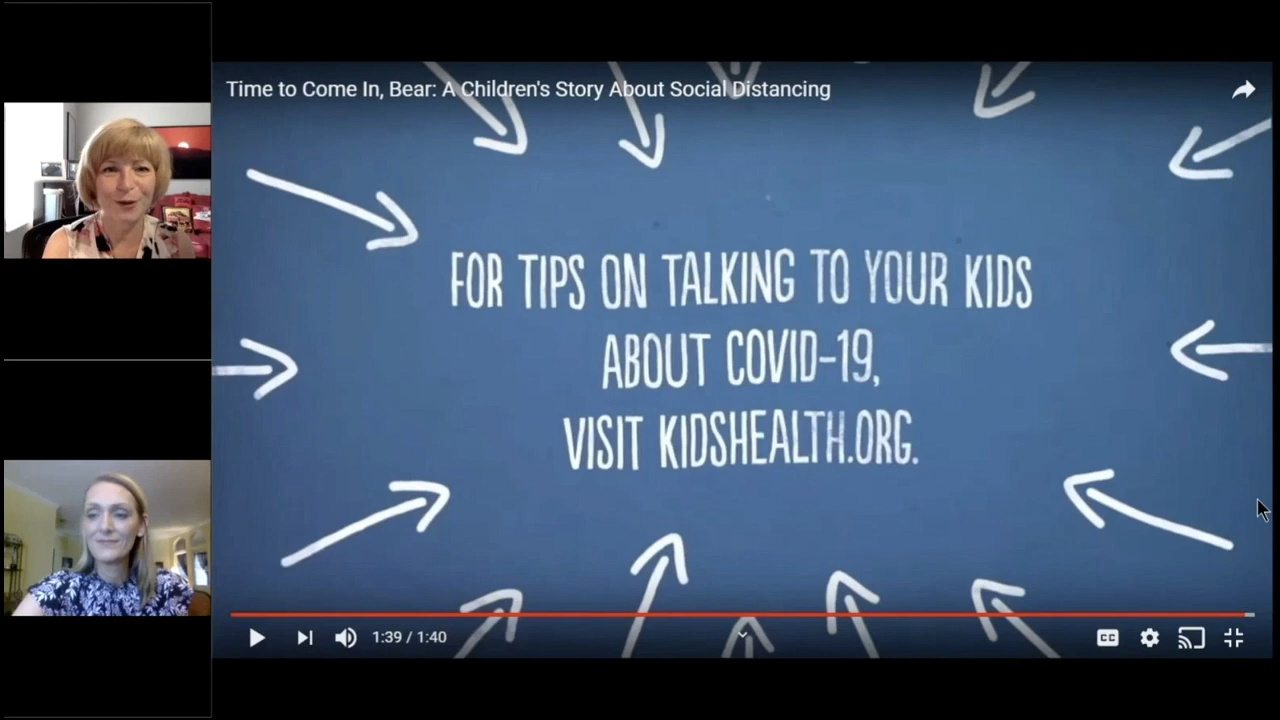 Time to Come In, Bear: A Children's Story About Social Distancing
FOR TIPS ON TALKING TO YOUR KIDS
ABOUT COVID-19,
VISIT KIDSHEALTH.ORG.
1:39 / 1:40
CC